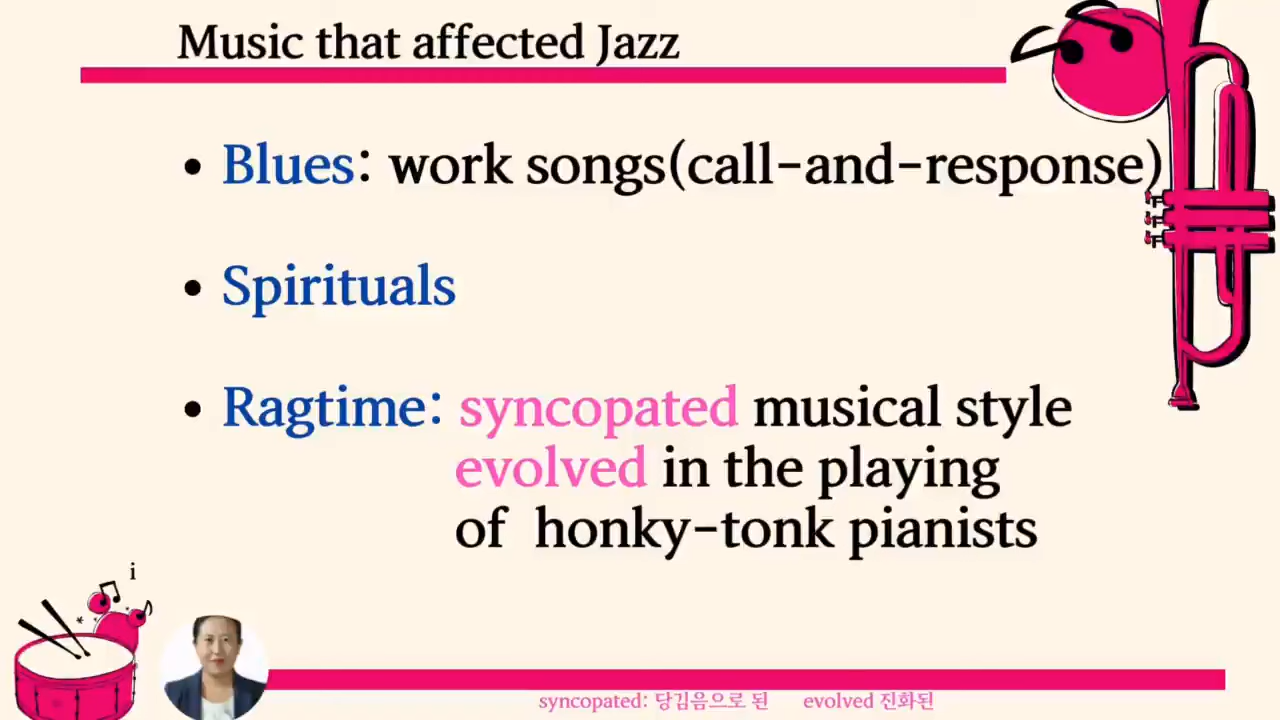 Music that affected Jazz
• Blues: work songs(call-and-response)
• Spirituals
• Ragtime: syncopated musical style
evolved in the playing
of honky-tonk pianists
i
syncopated: 당김음으로 된 evolved 진화된